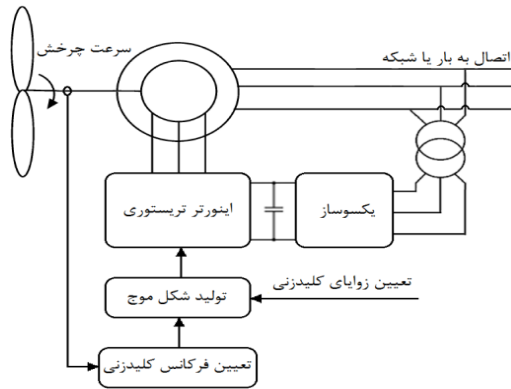 سرعت چرخش
اتصال به بار یا شبکه
اینورتر تریستوری
یکسوساز
تعیین زوایای کلیدزنی
تولید شکل موج
تعیین فرکانس کلیدزنی